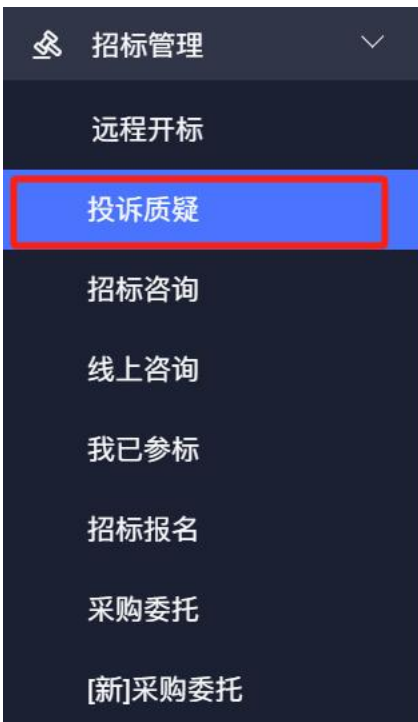 招标管理
远程开标
投诉质疑
招标咨询
线上咨询
我已参标
招标报名
采购委托
[新]采购委托